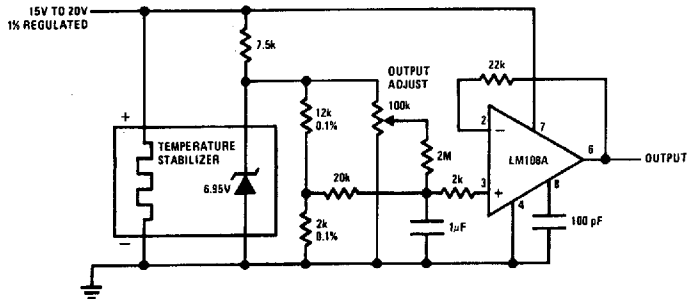 15V TO 20V
1% REGULATED
7.5k
OUTPUT
ADJUST
22k
12k
0.1%
100k
2
7
+
TEMPERATURE
STABILIZER
2M
LM108A
6
OUTPUT
6.95V
20k
2k
3
+
8
4
2k
0.1%
1μF
100 pF
−